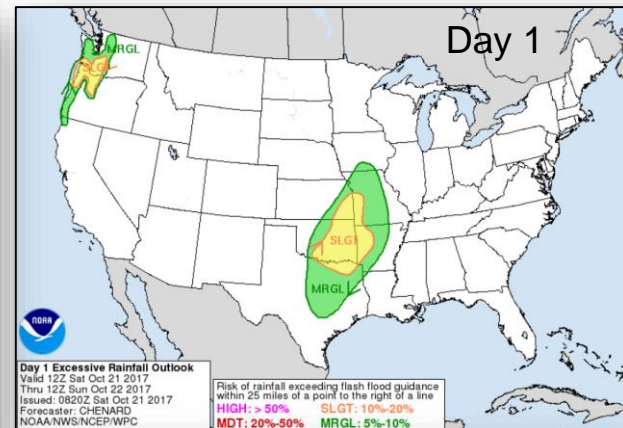 Day 1
MRGL
SLGT
SLGT
MRGL
NOAA
Day 1 Excessive Rainfall Outlook
Valid 12Z Sat Oct 21 2017
Thru 12Z Sun Oct 22 2017
Issued: 0820Z Sat Oct 21 2017
Forecaster: CHENARD
NOAA/NWS/NCEP/WPC
Risk of rainfall exceeding flash flood guidance
within 25 miles of a point to the right of a line
HIGH: > 50% SLGT: 10%-20%
MDT: 20%-50% MRGL: 5%-10%